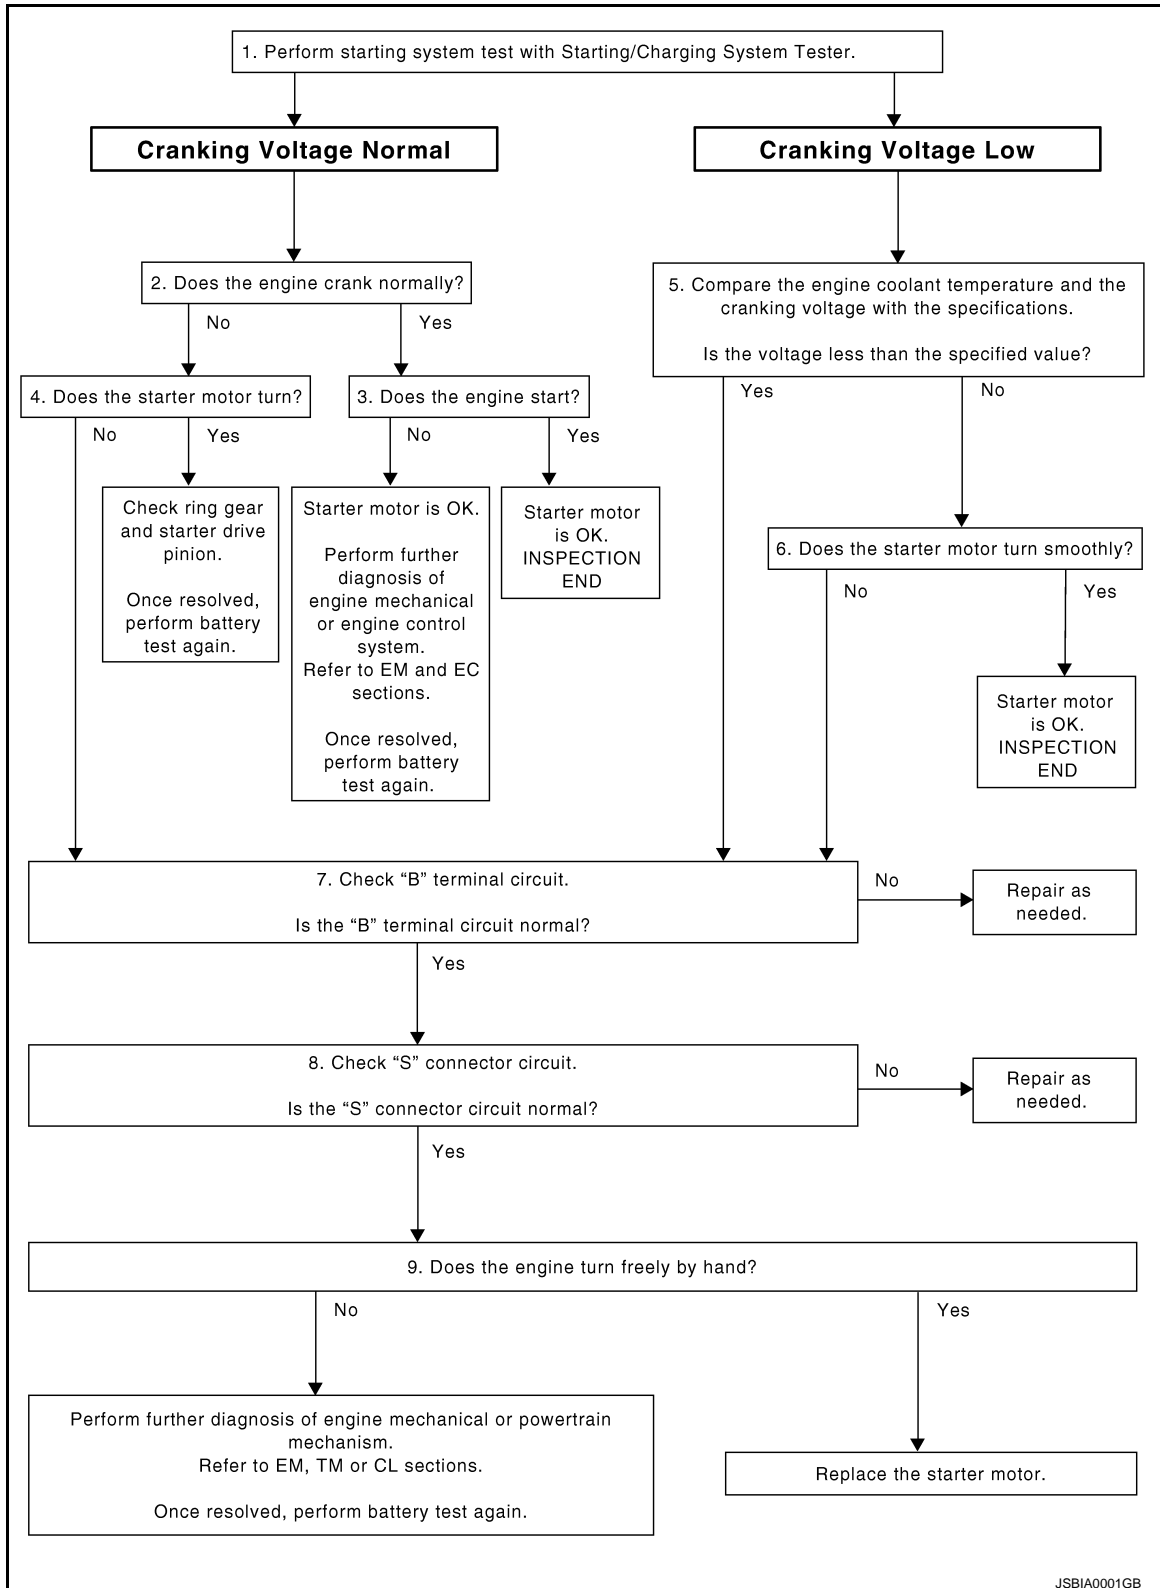 1. Perform starting system test with Starting/Charging System Tester.
Cranking Voltage Normal
Cranking Voltage Low
2. Does the engine crank normally?
No
Yes
4. Does the starter motor turn?
3. Does the engine start?
No
Yes
No
Yes
Check ring gear
and starter drive
pinion.
Once resolved,
perform battery
test again.
Starter motor is OK.
Perform further
diagnosis of
engine mechanical
or engine control
system.
Refer to EM and EC
sections.
Once resolved,
perform battery
test again.
Starter motor
is OK.
INSPECTION
END
5. Compare the engine coolant temperature and the
cranking voltage with the specifications.
Is the voltage less than the specified value?
Yes
No
6. Does the starter motor turn smoothly?
No
Yes
Starter motor
is OK.
INSPECTION
END
7. Check “B” terminal circuit.
Is the “B” terminal circuit normal?
No
Repair as
needed.
Yes
8. Check “S” connector circuit.
Is the “S” connector circuit normal?
No
Repair as
needed.
Yes
9. Does the engine turn freely by hand?
No
Yes
Perform further diagnosis of engine mechanical or powertrain
mechanism.
Refer to EM, TM or CL sections.
Once resolved, perform battery test again.
Replace the starter motor.
JSBIA0001GB